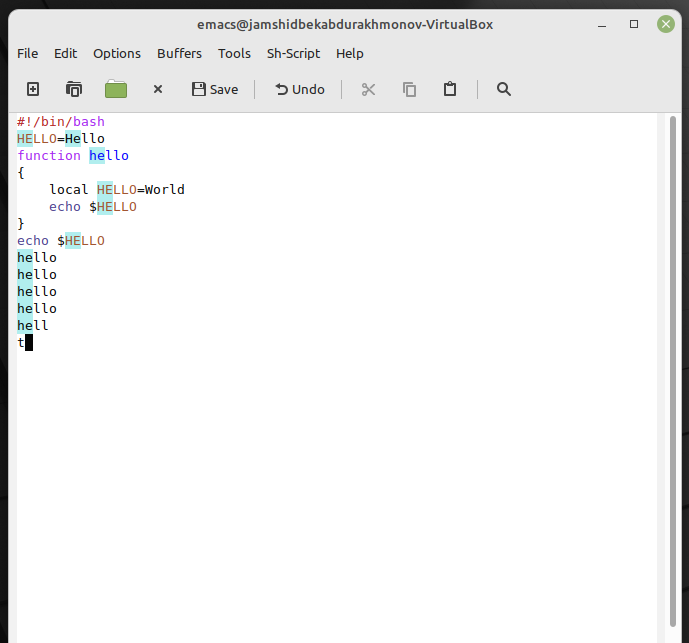 emacs@jamshidbekabdurakhmonov-VirtualBox
File Edit Options Buffers Tools Sh-Script Help
Save Undo
#!/bin/bash
HELLO=Hello
function hello
{
    local HELLO=World
    echo $HELLO
}
echo $HELLO
hello
hello
hello
hello
hell
t